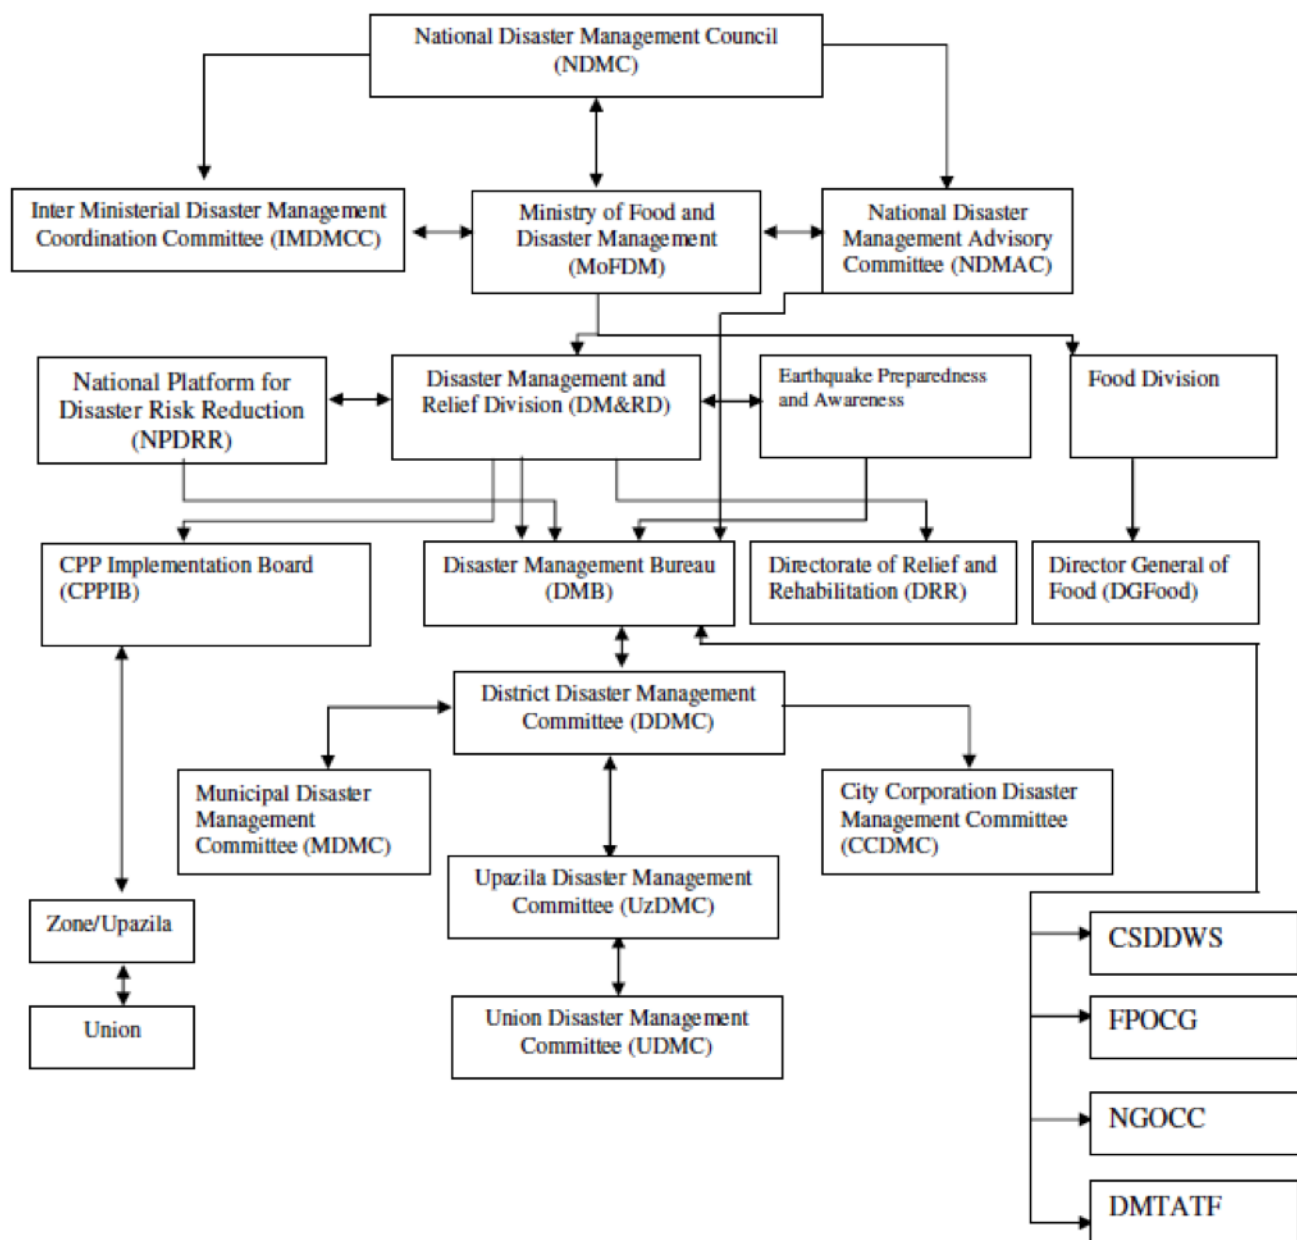 National Disaster Management Council
(NDMC)
Inter Ministerial Disaster Management
Coordination Committee (IMDMCC)
Ministry of Food and
Disaster Management
(MoFDM)
National Disaster
Management Advisory
Committee (NDMAC)
National Platform for
Disaster Risk Reduction
(NPDRR)
Disaster Management and
Relief Division (DM&RD)
Earthquake Preparedness
and Awareness
Food Division
CPP Implementation Board
(CPPIB)
Disaster Management Bureau
(DMB)
Directorate of Relief and
Rehabilitation (DRR)
Director General of
Food (DGFood)
District Disaster Management
Committee (DDMC)
Municipal Disaster
Management
Committee (MDMC)
City Corporation Disaster
Management Committee
(CCDMC)
Upazila Disaster Management
Committee (UzDMC)
Zone/Upazila
Union
Union Disaster Management
Committee (UDMC)
CSDDWS
FPOCG
NGOCC
DMTATF